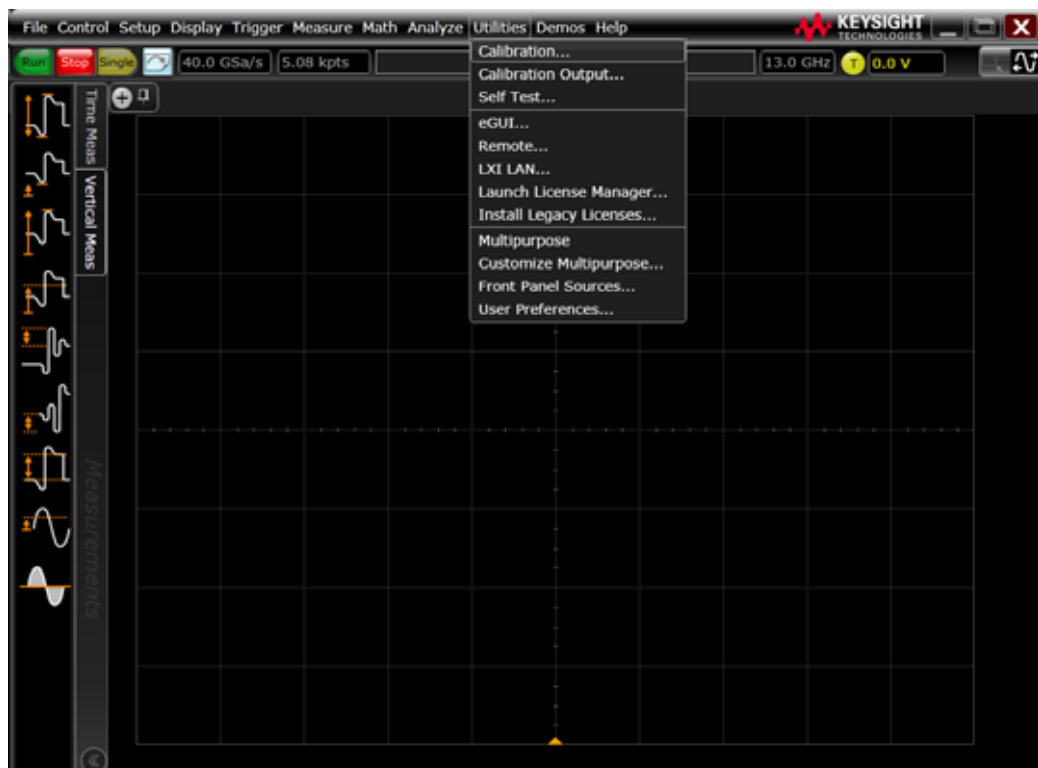 File Control Setup Display Trigger Measure Math Analyze Utilities Demos Help
KEYSIGHT
TECHNOLOGIES
Run Stop Single 40.0 GSa/s 5.08 kpts 13.0 GHz T 0.0 V
Calibration...
Calibration Output...
Self Test...
eGUI...
Remote...
LXI LAN...
Launch License Manager...
Install Legacy Licenses...
Multipurpose
Customize Multipurpose...
Front Panel Sources...
User Preferences...
Time Meas
Vertical Meas
Measurements